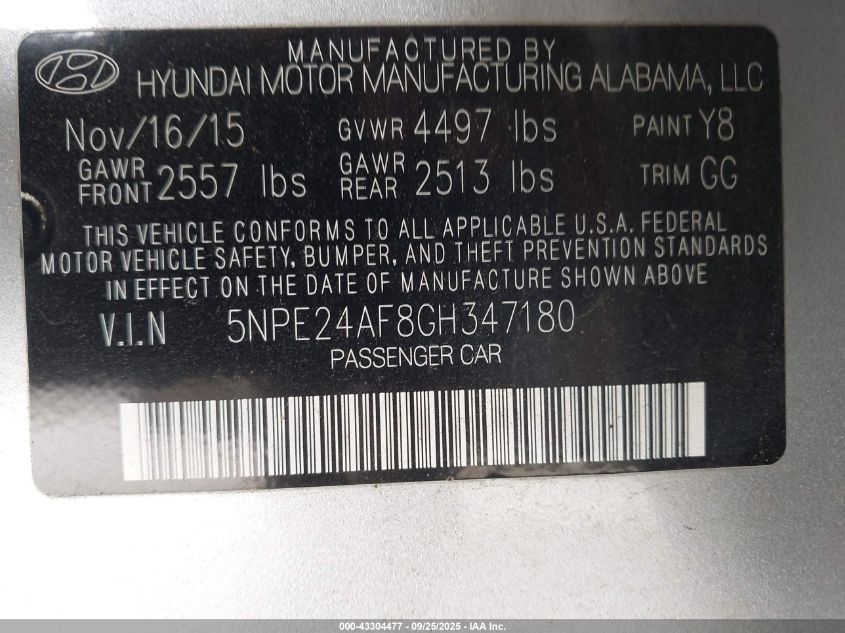 MANUFACTURED BY
HYUNDAI MOTOR MANUFACTURING ALABAMA, LLC
Nov/16/15 GVWR 4497 lbs PAINT Y8
GAWR FRONT 2557 lbs GAWR REAR 2513 lbs TRIM GG
THIS VEHICLE CONFORMS TO ALL APPLICABLE U.S.A. FEDERAL
MOTOR VEHICLE SAFETY, BUMPER, AND THEFT PREVENTION STANDARDS
IN EFFECT ON THE DATE OF MANUFACTURE SHOWN ABOVE
V.I.N 5NPE24AF8GH347180
PASSENGER CAR
000-43304477 - 09/25/2025 - IAA Inc.